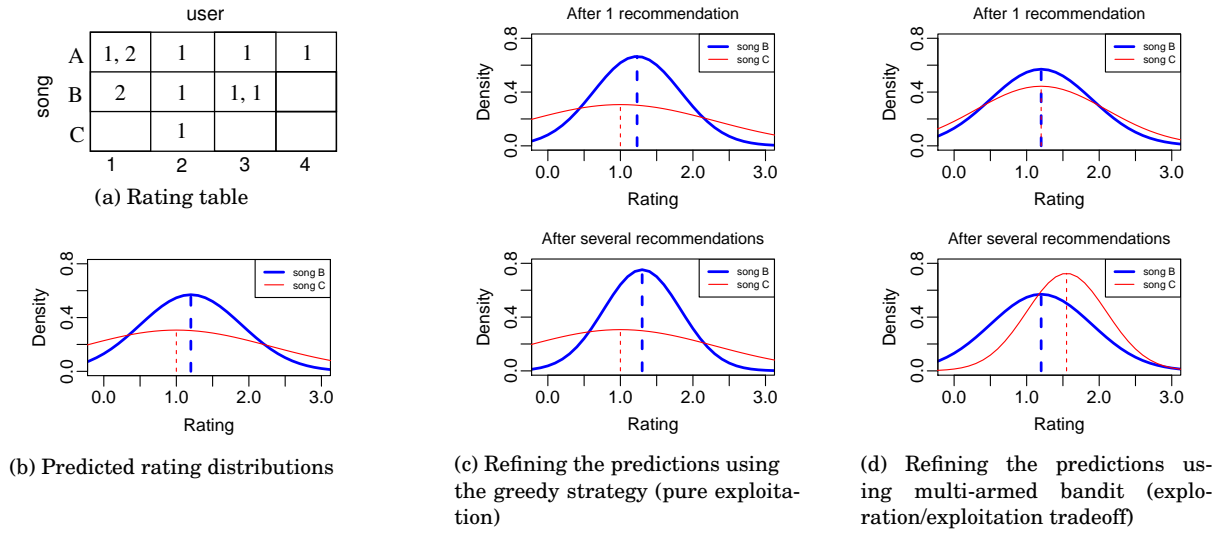 user
song
A 1, 2 1 1 1
B 2 1 1, 1
C 1
1 2 3 4
(a) Rating table
0.0 0.4 0.8
Density
song B
song C
0.0 1.0 2.0 3.0
Rating
(b) Predicted rating distributions
After 1 recommendation
0.0 0.4 0.8
Density
song B
song C
0.0 1.0 2.0 3.0
Rating
After several recommendations
0.0 0.4 0.8
Density
song B
song C
0.0 1.0 2.0 3.0
Rating
(c) Refining the predictions using
the greedy strategy (pure exploita-
tion)
After 1 recommendation
0.0 0.4 0.8
Density
song B
song C
0.0 1.0 2.0 3.0
Rating
After several recommendations
0.0 0.4 0.8
Density
song B
song C
0.0 1.0 2.0 3.0
Rating
(d) Refining the predictions us-
ing multi-armed bandit (explo-
ration/exploitation tradeoff)